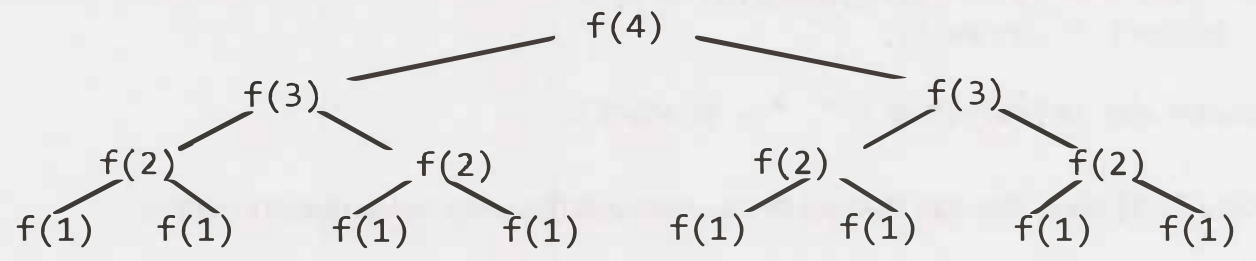 f(4)
f(3) f(3)
f(2) f(2) f(2) f(2)
f(1) f(1) f(1) f(1) f(1) f(1) f(1) f(1)